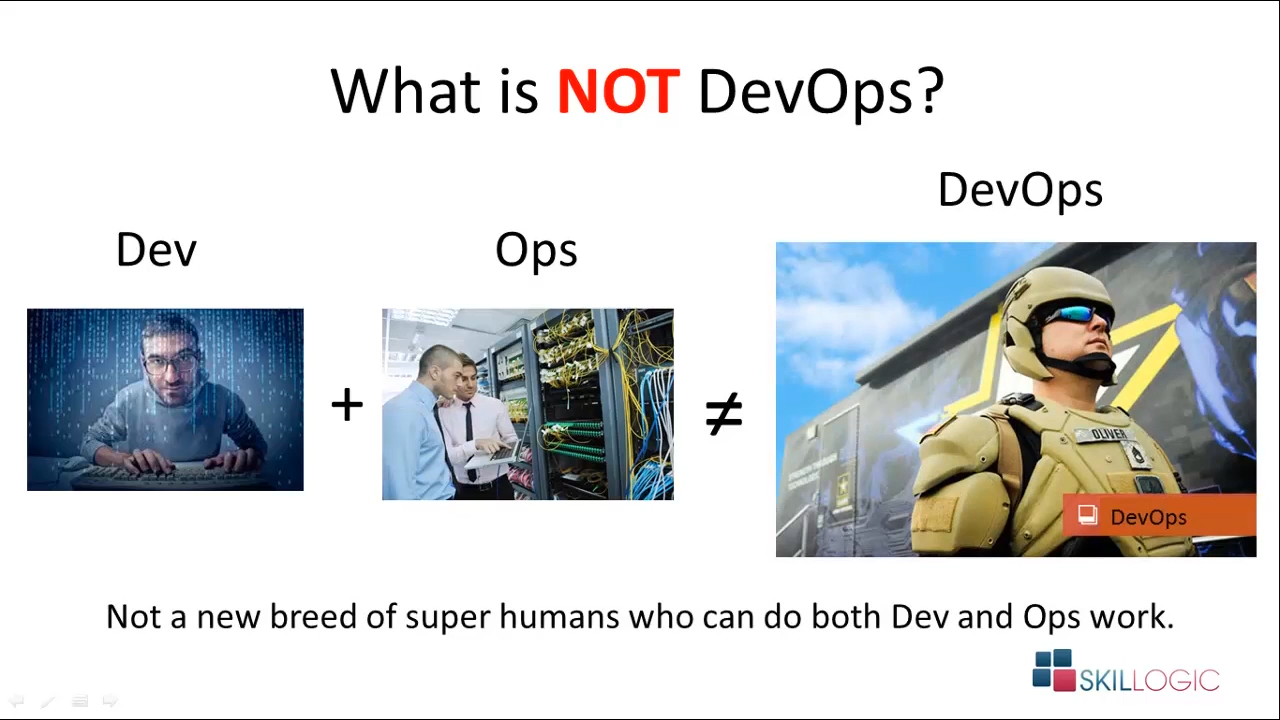 What is NOT DevOps?
DevOps
Dev
Ops
+
≠
OLIVER
DevOps
Not a new breed of super humans who can do both Dev and Ops work.
SKILLOGIC